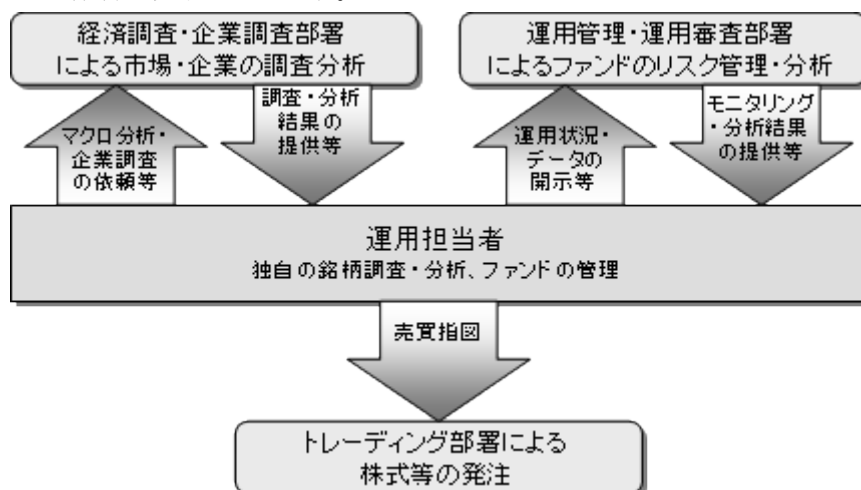 経済調査・企業調査部署
による市場・企業の調査分析
運用管理・運用審査部署
によるファンドのリスク管理・分析
マクロ分析・
企業調査
の依頼等
調査・分析
結果の
提供等
運用状況・
データの
開示等
モニタリング
・分析結果
の提供等
運用担当者
独自の銘柄調査・分析、ファンドの管理
売買指図
トレーディング部署による
株式等の発注